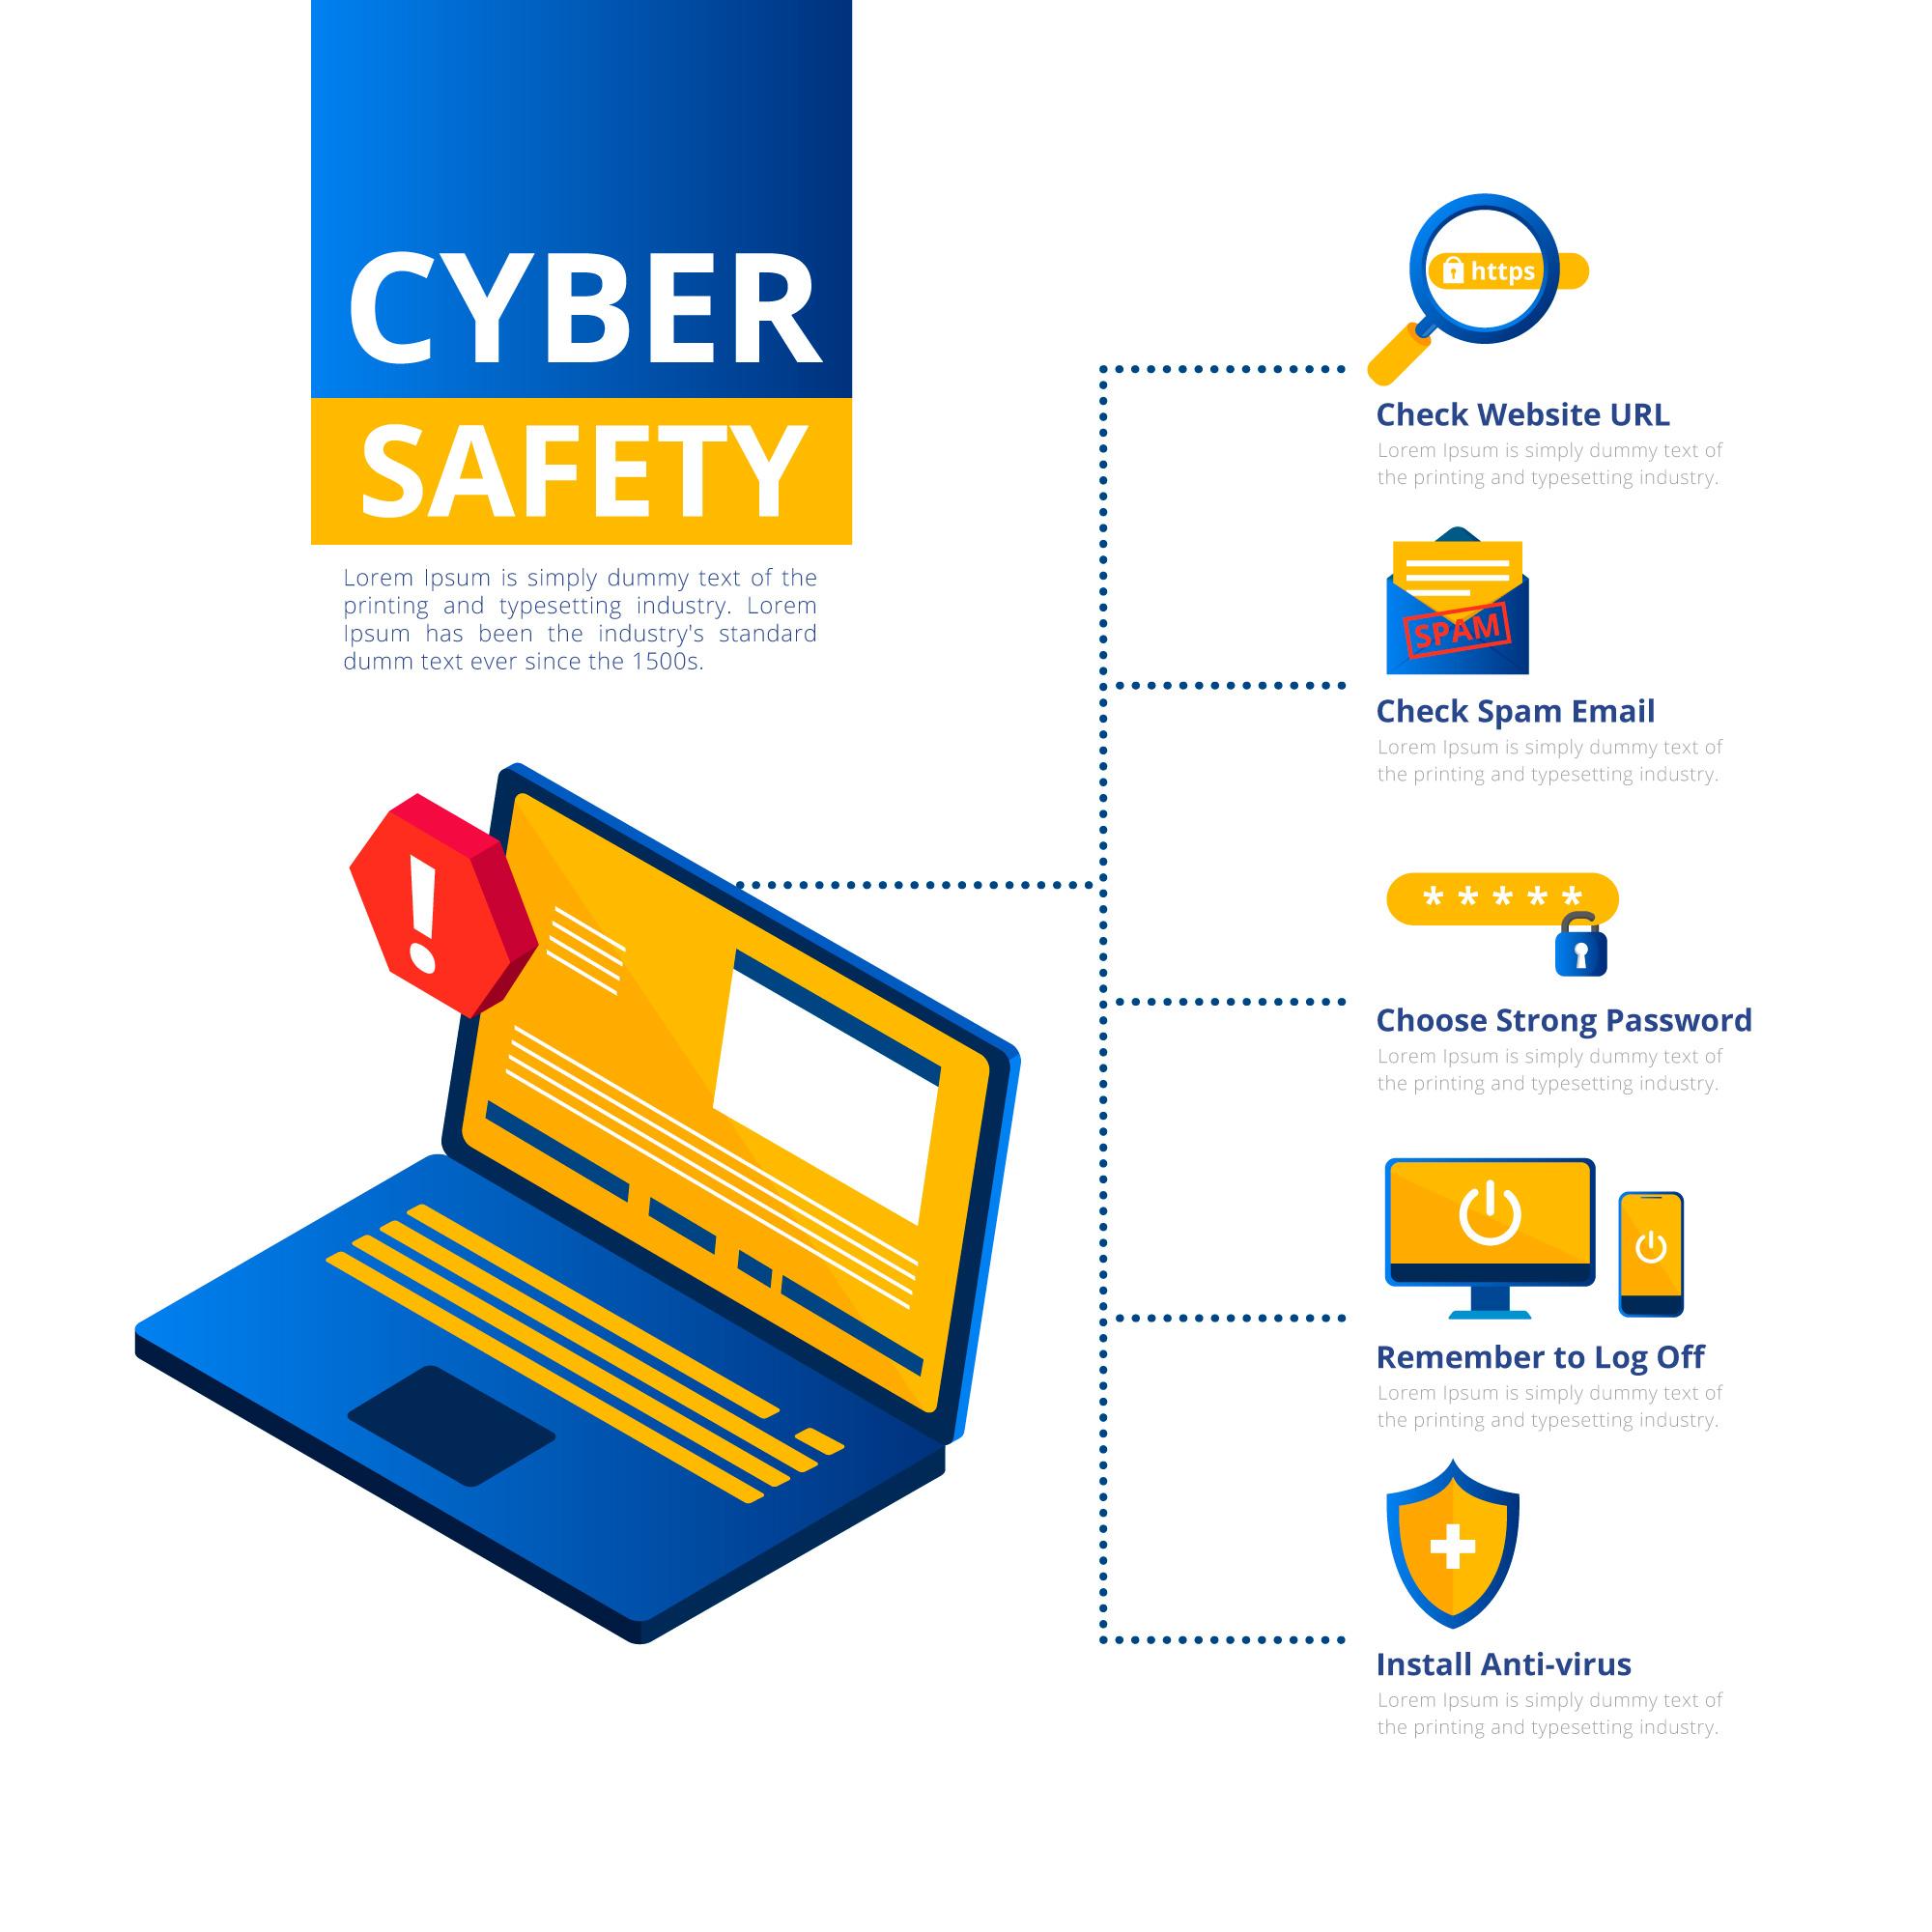 CYBER
SAFETY
Lorem Ipsum is simply dummy text of the
printing and typesetting industry. Lorem
Ipsum has been the industry's standard
dumm text ever since the 1500s.
!
https
Check Website URL
Lorem Ipsum is simply dummy text of
the printing and typesetting industry.
SPAM
Check Spam Email
Lorem Ipsum is simply dummy text of
the printing and typesetting industry.
* * * * *
Choose Strong Password
Lorem Ipsum is simply dummy text of
the printing and typesetting industry.
Remember to Log Off
Lorem Ipsum is simply dummy text of
the printing and typesetting industry.
Install Anti-virus
Lorem Ipsum is simply dummy text of
the printing and typesetting industry.